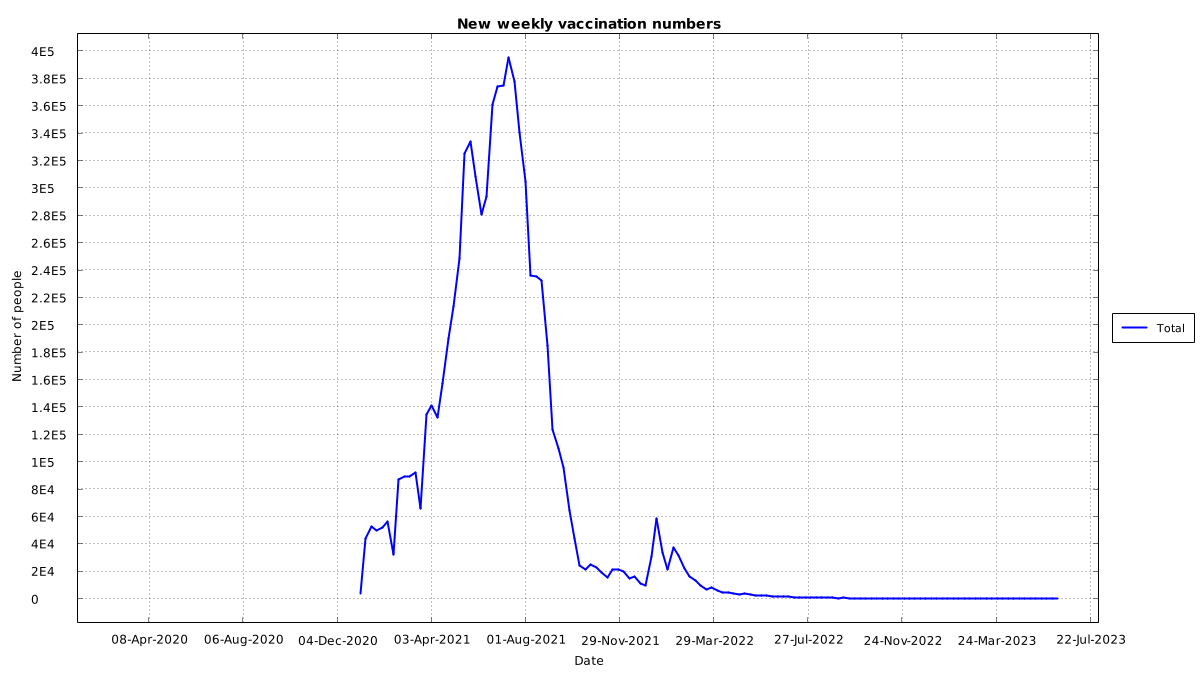 New weekly vaccination numbers
4E5
3.8E5
3.6E5
3.4E5
3.2E5
3E5
2.8E5
2.6E5
2.4E5
2.2E5
2E5
1.8E5
1.6E5
1.4E5
1.2E5
1E5
8E4
6E4
4E4
2E4
0
Number of people
Total
08-Apr-2020 06-Aug-2020 04-Dec-2020 03-Apr-2021 01-Aug-2021 29-Nov-2021 29-Mar-2022 27-Jul-2022 24-Nov-2022 24-Mar-2023 22-Jul-2023
Date